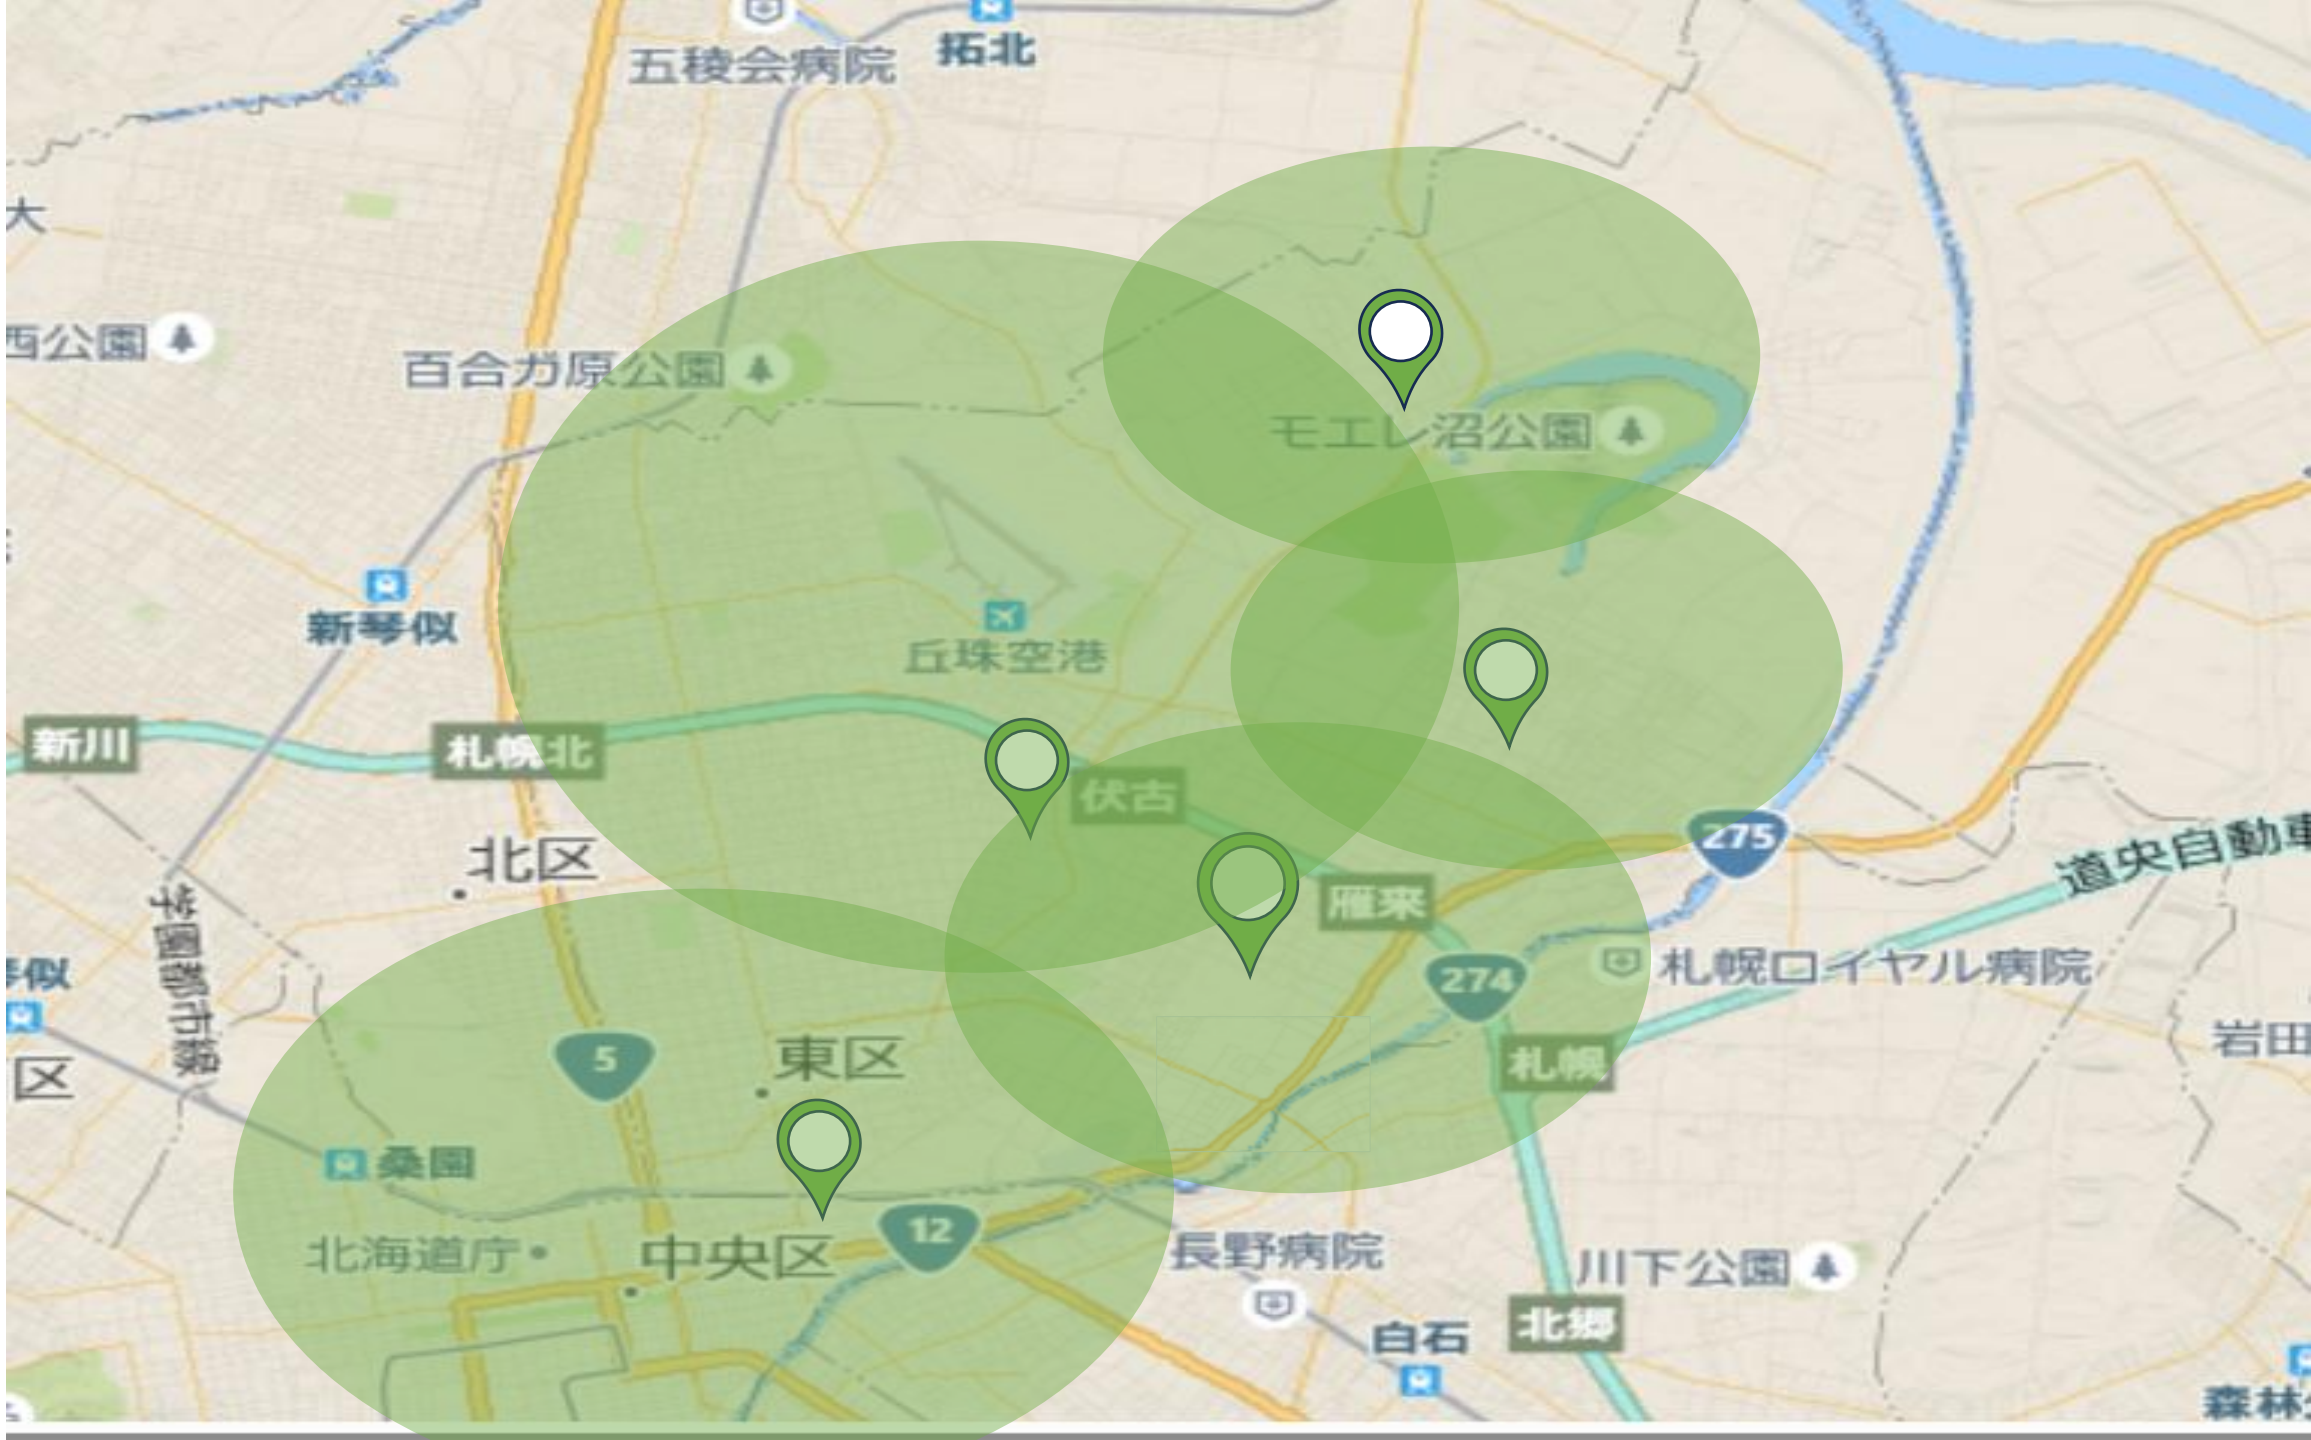 五稜会病院
拓北
大
西公園
百合が原公園
モエレ沼公園
新琴似
丘珠空港
新川
札幌北
伏古
275
北区
雁来
道央自動車
学園都市線
似
274
札幌ロイヤル病院
5
東区
札幌
岩田
区
桑園
12
北海道庁
中央区
長野病院
川下公園
北郷
白石
森林